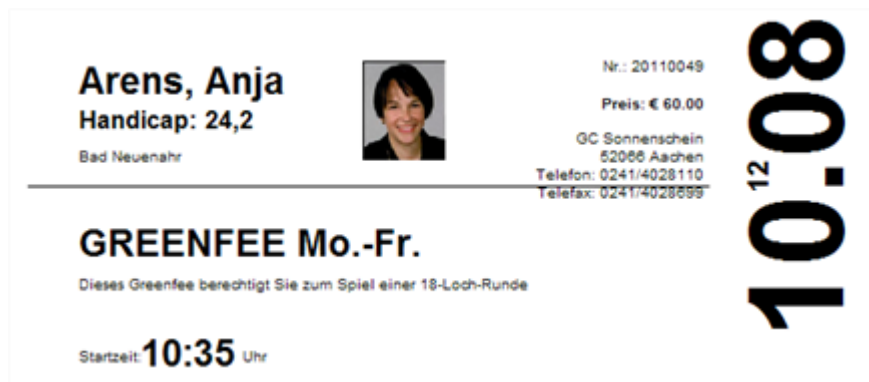 Arens, Anja
Handicap: 24,2
Bad Neuenahr
Nr.: 20110049
Preis: € 60.00
GC Sonnenschein
52066 Aachen
Telefon: 0241/4028110
Telefax: 0241/4028699
GREENFEE Mo.-Fr.
Dieses Greenfee berechtigt Sie zum Spiel einer 18-Loch-Runde
Startzeit: 10:35 Uhr
10.08
12